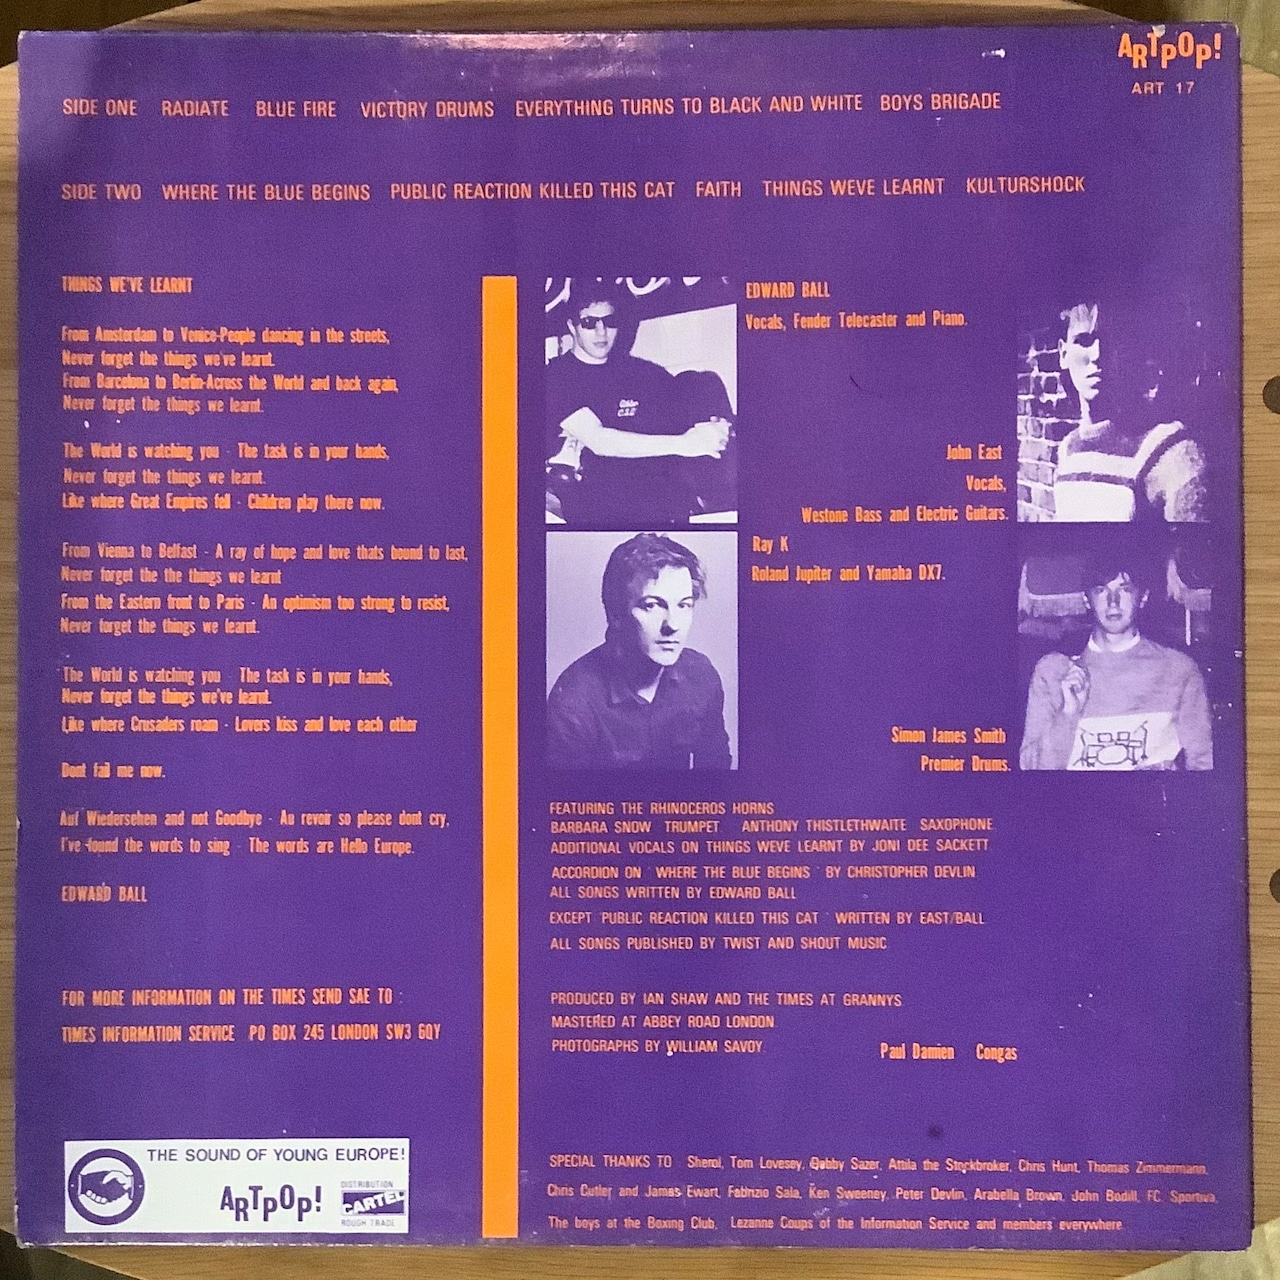 ARTPOP!
ART 17
SIDE ONE RADIATE BLUE FIRE VICTORY DRUMS EVERYTHING TURNS TO BLACK AND WHITE BOYS BRIGADE
SIDE TWO WHERE THE BLUE BEGINS PUBLIC REACTION KILLED THIS CAT FAITH THINGS WEVE LEARNT KULTURSHOCK
THINGS WE'VE LEARNT
From Amsterdam to Venice-People dancing in the streets,
Never forget the things we've learnt.
From Barcelona to Berlin-Across the World and back again,
Never forget the things we learnt.
The World is watching you - The task is in your hands,
Never forget the things we learnt.
Like where Great Empires fell - Children play there now.
From Vienna to Belfast - A ray of hope and love thats bound to last,
Never forget the the things we learnt
From the Eastern front to Paris - An optimism too strong to resist,
Never forget the things we learnt.
The World is watching you The task is in your hands,
Never forget the things we've learnt.
Like where Crusaders roam - Lovers kiss and love each other
Dont fail me now.
Auf Wiedersehen and not Goodbye - Au revoir so please dont cry,
I've found the words to sing - The words are Hello Europe.
EDWARD BALL
FOR MORE INFORMATION ON THE TIMES SEND SAE TO :
TIMES INFORMATION SERVICE PO BOX 245 LONDON SW3 6QY
THE SOUND OF YOUNG EUROPE!
ARTPOP!
DISTRIBUTION
CARTEL
ROUGH TRADE
EDWARD BALL
Vocals, Fender Telecaster and Piano.
John East
Vocals,
Westone Bass and Electric Guitars.
Ray K
Roland Jupiter and Yamaha DX7.
Simon James Smith
Premier Drums.
FEATURING THE RHINOCEROS HORNS
BARBARA SNOW TRUMPET ANTHONY THISTLETHWAITE SAXOPHONE
ADDITIONAL VOCALS ON THINGS WEVE LEARNT BY JONI DEE SACKETT
ACCORDION ON ' WHERE THE BLUE BEGINS ' BY CHRISTOPHER DEVLIN
ALL SONGS WRITTEN BY EDWARD BALL
EXCEPT 'PUBLIC REACTION KILLED THIS CAT ' WRITTEN BY EAST/BALL
ALL SONGS PUBLISHED BY TWIST AND SHOUT MUSIC
PRODUCED BY IAN SHAW AND THE TIMES AT GRANNYS
MASTERED AT ABBEY ROAD LONDON
PHOTOGRAPHS BY WILLIAM SAVOY.
Paul Damien Congas
SPECIAL THANKS TO Sherol, Tom Lovesey, Gabby Sazer, Attila the Stockbroker, Chris Hunt, Thomas Zimmermann,
Chris Cutler and James Ewart, Fabrizio Sala, Ken Sweeney, Peter Devlin, Arabella Brown, John Bodill, FC Sportiva,
The boys at the Boxing Club, Lezanne Coups of the Information Service and members everywhere.